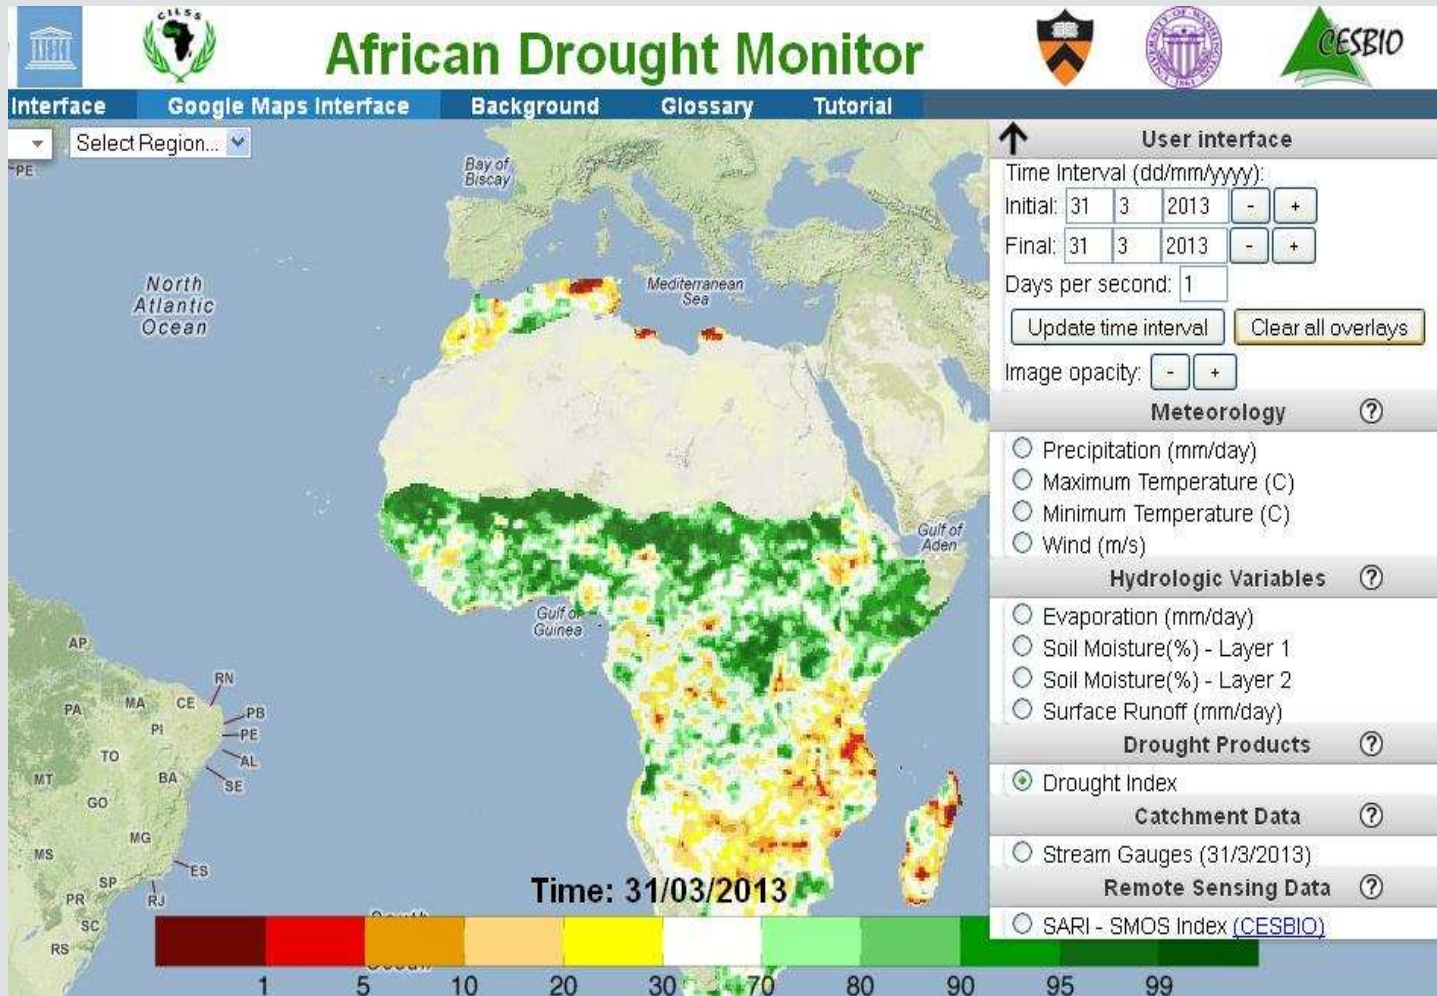 CILSS
African Drought Monitor
UNIVERSITY OF WASHINGTON
1861
CESBIO
Interface
Google Maps Interface
Background
Glossary
Tutorial
Select Region...
PE
Bay of
Biscay
North
Atlantic
Ocean
Mediterranean
Sea
Gulf of
Aden
Gulf of
Guinea
AP
RN
PA
MA
CE
PB
PI
PE
TO
AL
MT
BA
SE
GO
MG
MS
ES
SP
PR
RJ
SC
RS
User interface
Time Interval (dd/mm/yyyy):
Initial: 31 3 2013 - +
Final: 31 3 2013 - +
Days per second: 1
Update time interval
Clear all overlays
Image opacity: - +
Meteorology ?
Precipitation (mm/day)
Maximum Temperature (C)
Minimum Temperature (C)
Wind (m/s)
Hydrologic Variables ?
Evaporation (mm/day)
Soil Moisture(%) - Layer 1
Soil Moisture(%) - Layer 2
Surface Runoff (mm/day)
Drought Products ?
Drought Index
Catchment Data ?
Stream Gauges (31/3/2013)
Remote Sensing Data ?
SARI - SMOS Index (CESBIO)
Time: 31/03/2013
1 5 10 20 30 70 80 90 95 99